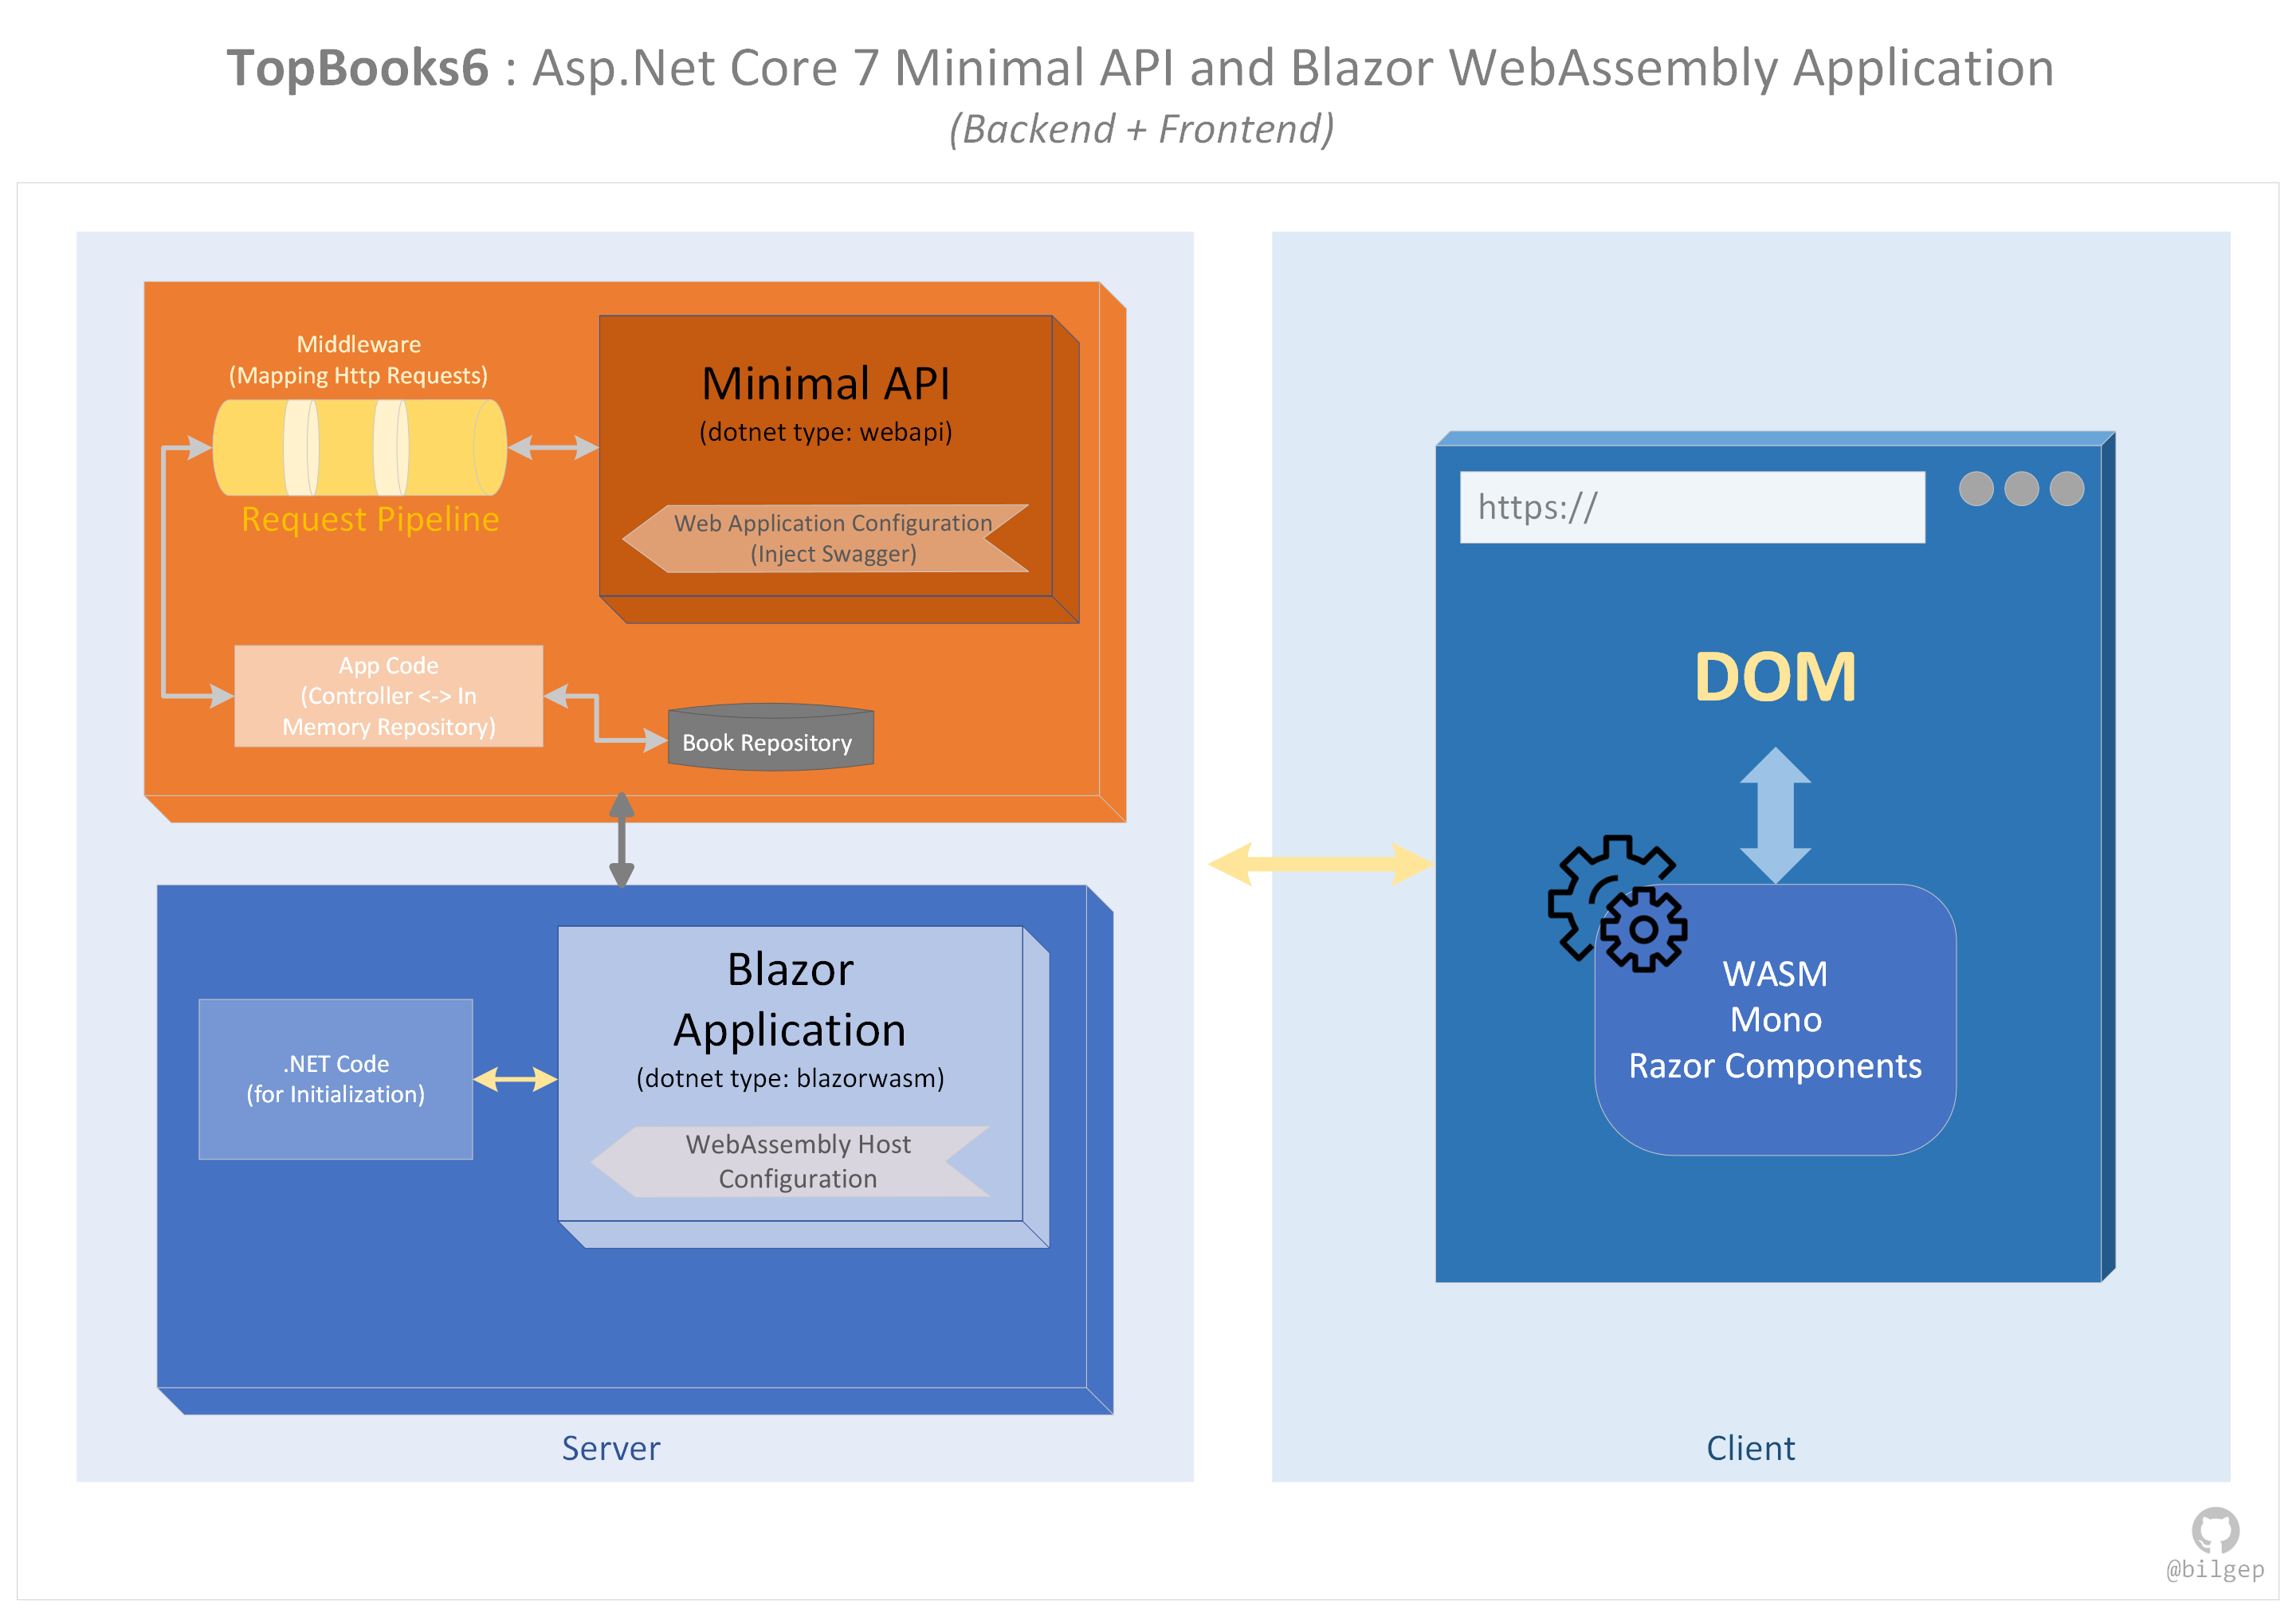 TopBooks6 : Asp.Net Core 7 Minimal API and Blazor WebAssembly Application
(Backend + Frontend)
Middleware
(Mapping Http Requests)
Request Pipeline
Minimal API
(dotnet type: webapi)
Web Application Configuration
(Inject Swagger)
App Code
(Controller <-> In
Memory Repository)
Book Repository
Blazor
Application
(dotnet type: blazorwasm)
.NET Code
(for Initialization)
WebAssembly Host
Configuration
Server
https://
DOM
WASM
Mono
Razor Components
Client
@bilgep